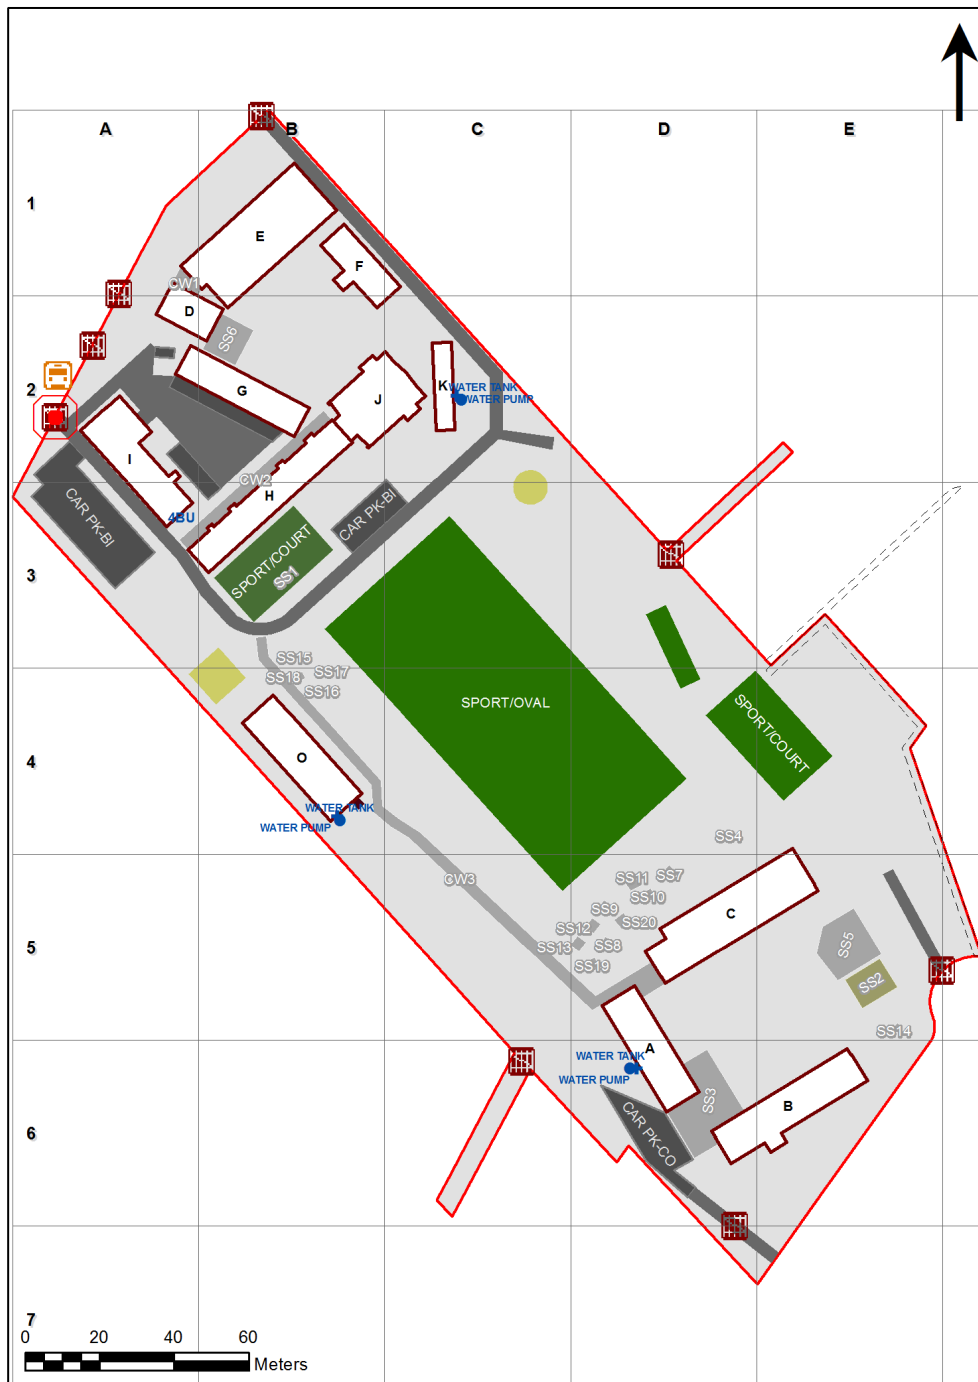 A B C D E
1
E
F
CW1
D
SS6
2
G
J
K
WATER TANK
WATER PUMP
I
CW2
H
CAR PK-BI
CAR PK-BI
4BU
SPORT/COURT
SS1
3
SS15
SS17
SS18
SS16
SPORT/OVAL
SPORT/COURT
4
O
WATER TANK
WATER PUMP
SS4
CW3
SS11
SS7
SS10
SS9
SS20
SS12
C
SS13
SS8
5
SS5
SS19
SS2
SS14
A
WATER TANK
WATER PUMP
SS3
B
6
CAR PK-CO
7
0 20 40 60
Meters